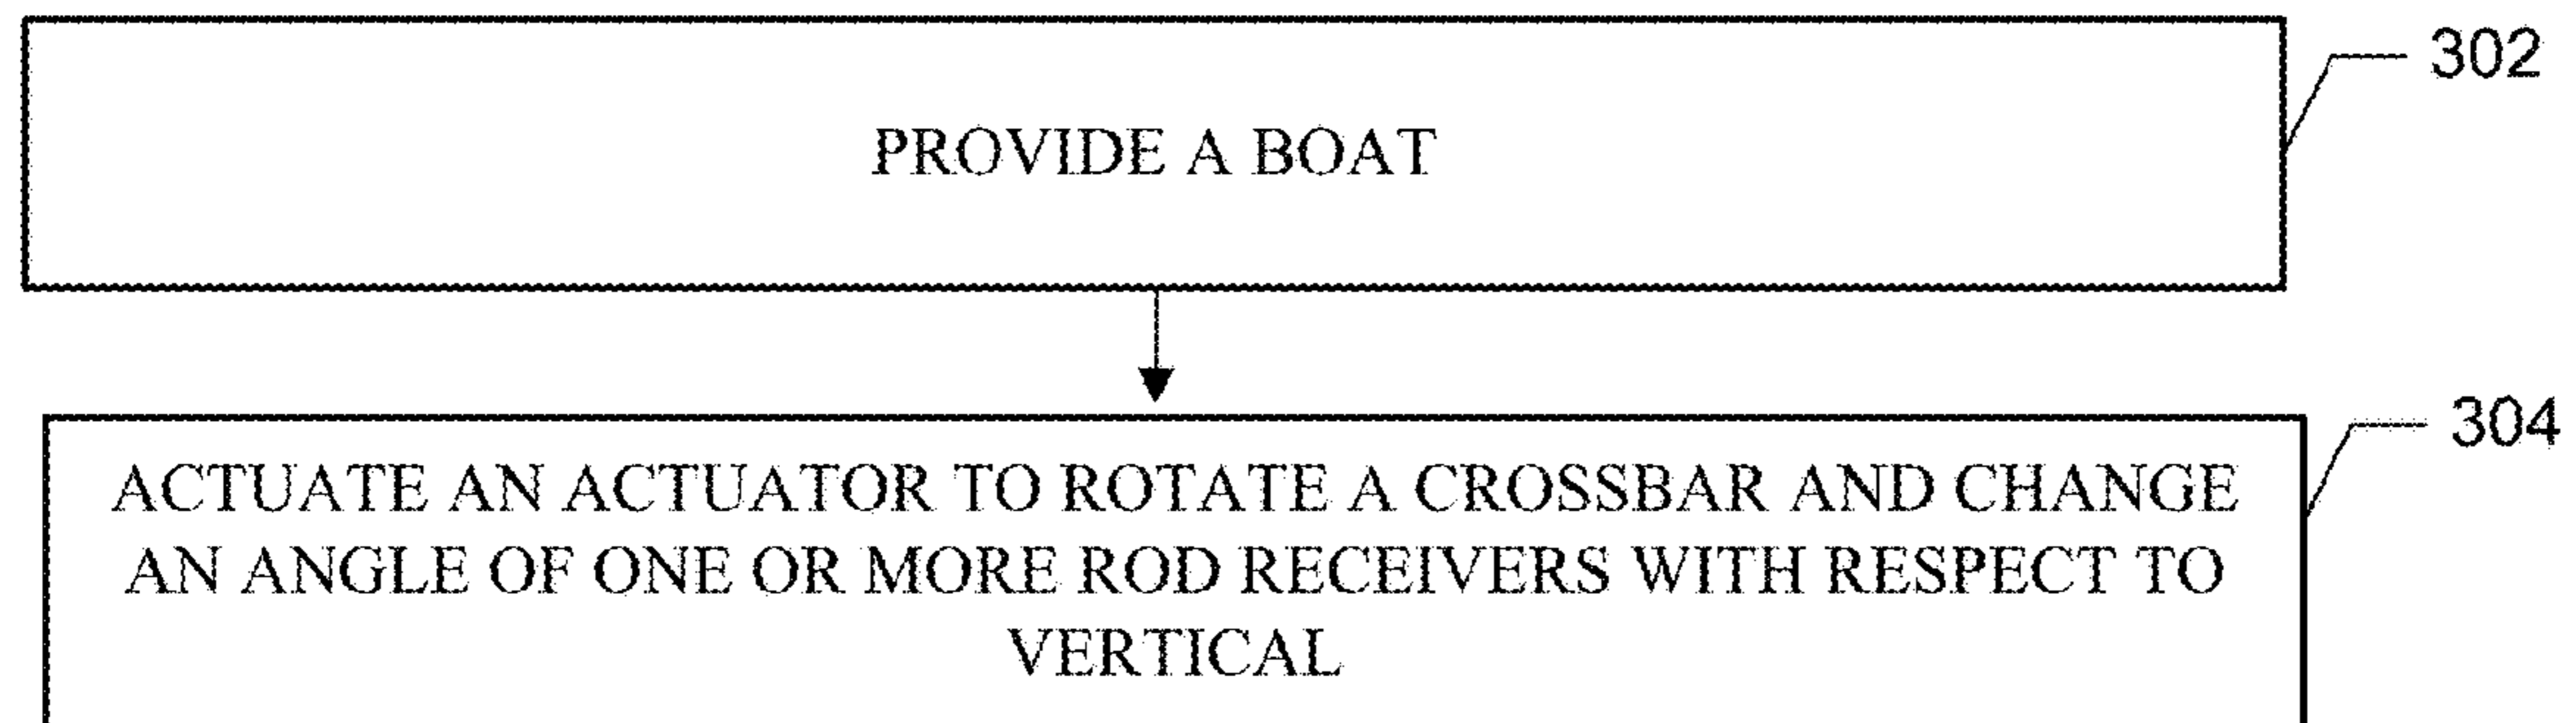 302
PROVIDE A BOAT
304
ACTUATE AN ACTUATOR TO ROTATE A CROSSBAR AND CHANGE
AN ANGLE OF ONE OR MORE ROD RECEIVERS WITH RESPECT TO
VERTICAL